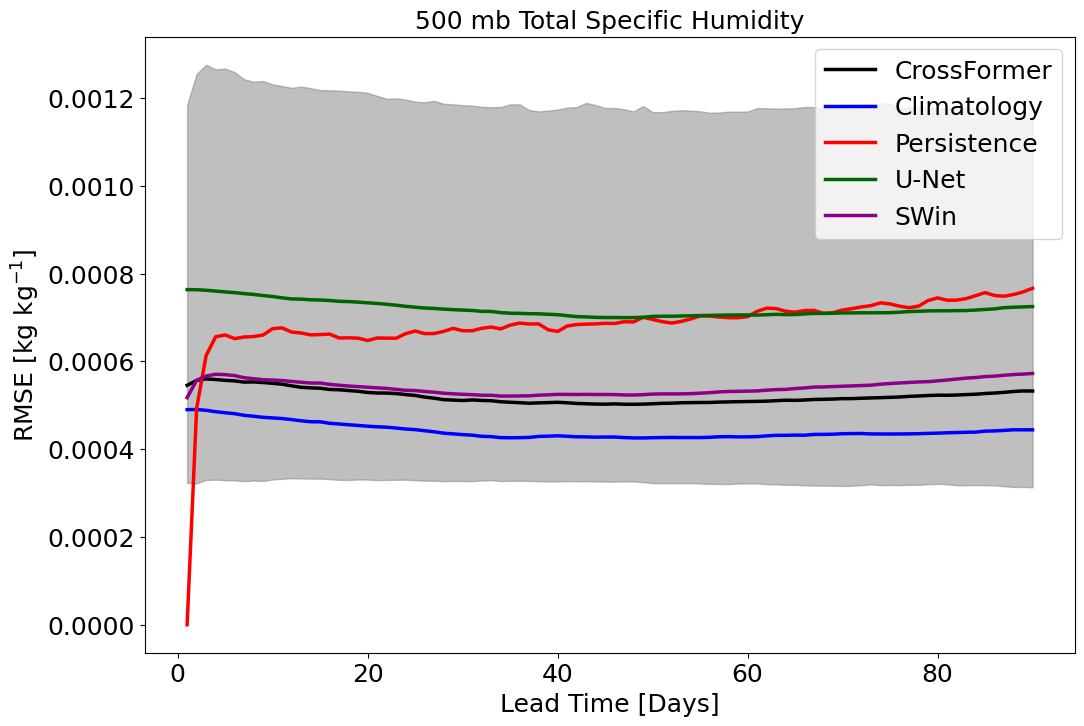 500 mb Total Specific Humidity
CrossFormer
Climatology
Persistence
U-Net
SWin
RMSE [kg kg⁻¹]
0.0012
0.0010
0.0008
0.0006
0.0004
0.0002
0.0000
0 20 40 60 80
Lead Time [Days]